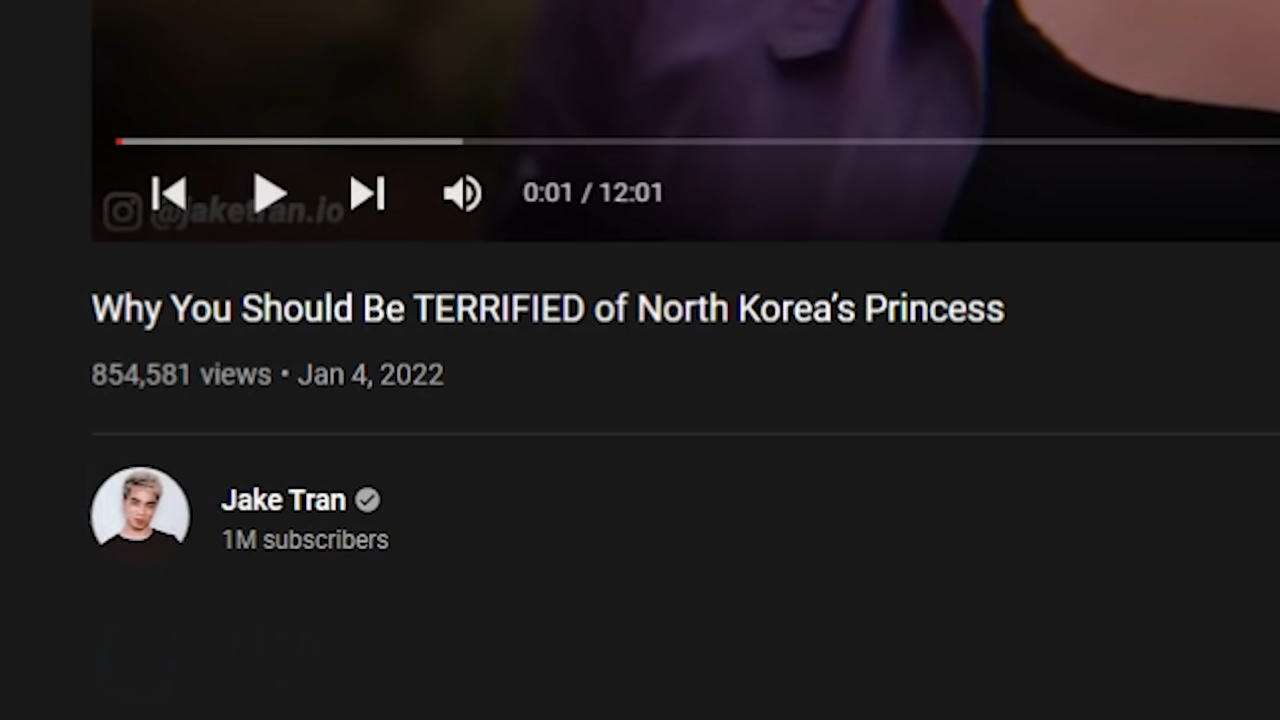 0:01 / 12:01
@jaketran.io
Why You Should Be TERRIFIED of North Korea’s Princess
854,581 views • Jan 4, 2022
Jake Tran
1M subscribers